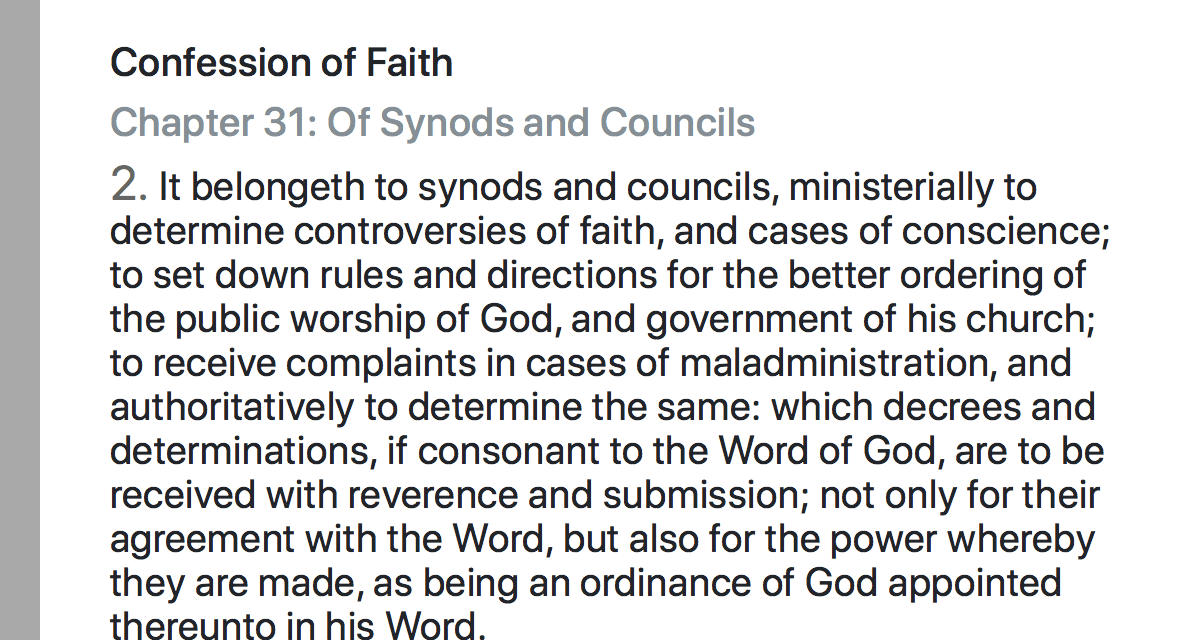 Confession of Faith
Chapter 31: Of Synods and Councils
2. It belongeth to synods and councils, ministerially to
determine controversies of faith, and cases of conscience;
to set down rules and directions for the better ordering of
the public worship of God, and government of his church;
to receive complaints in cases of maladministration, and
authoritatively to determine the same: which decrees and
determinations, if consonant to the Word of God, are to be
received with reverence and submission; not only for their
agreement with the Word, but also for the power whereby
they are made, as being an ordinance of God appointed
thereunto in his Word.